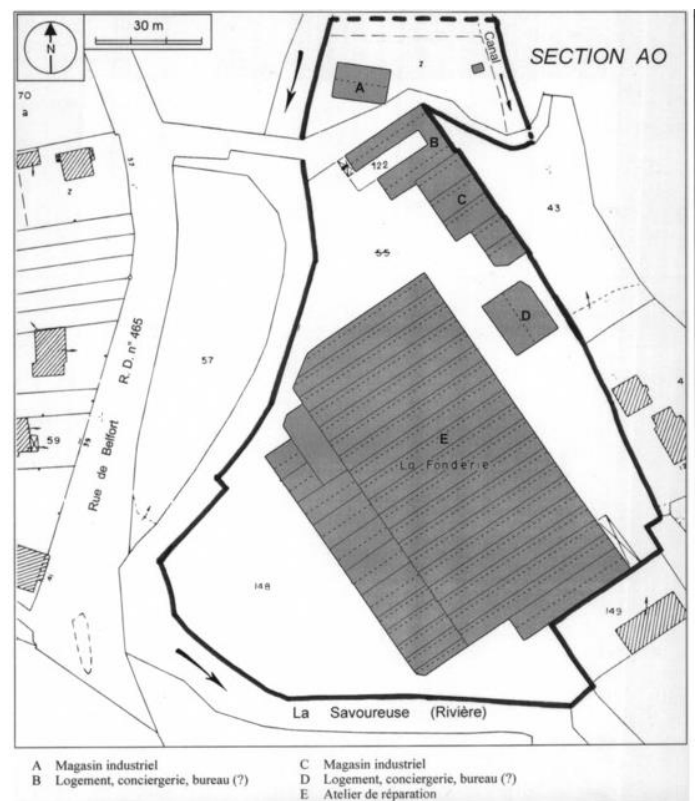 N
30 m
SECTION AO
Canal
70
a
A
z
z
B
122
C
43
55
D
R. D. n° 465
57
Rue de Belfort
59
E
La Fonderie
148
149
La Savoureuse (Rivière)
A Magasin industriel
B Logement, conciergerie, bureau (?)
C Magasin industriel
D Logement, conciergerie, bureau (?)
E Atelier de réparation